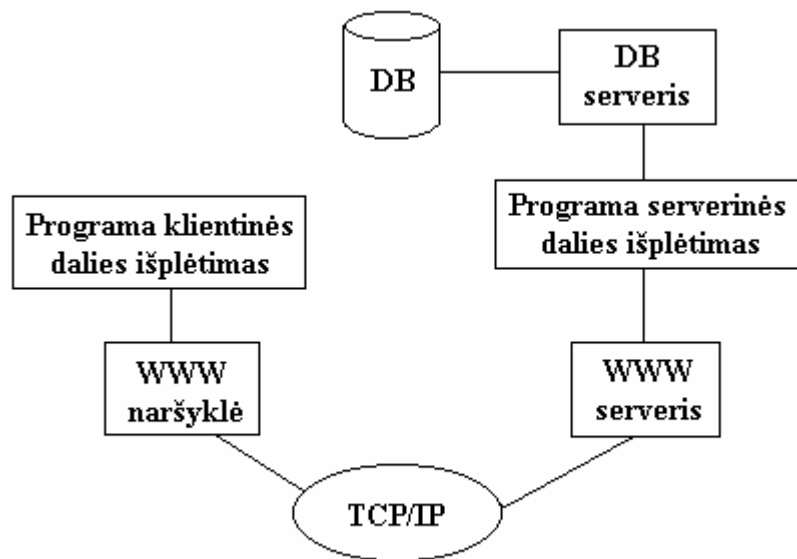 DB
DB
serveris
Programa klientinės
dalies išplėtimas
Programa serverinės
dalies išplėtimas
WWW
naršyklė
WWW
serveris
TCP/IP